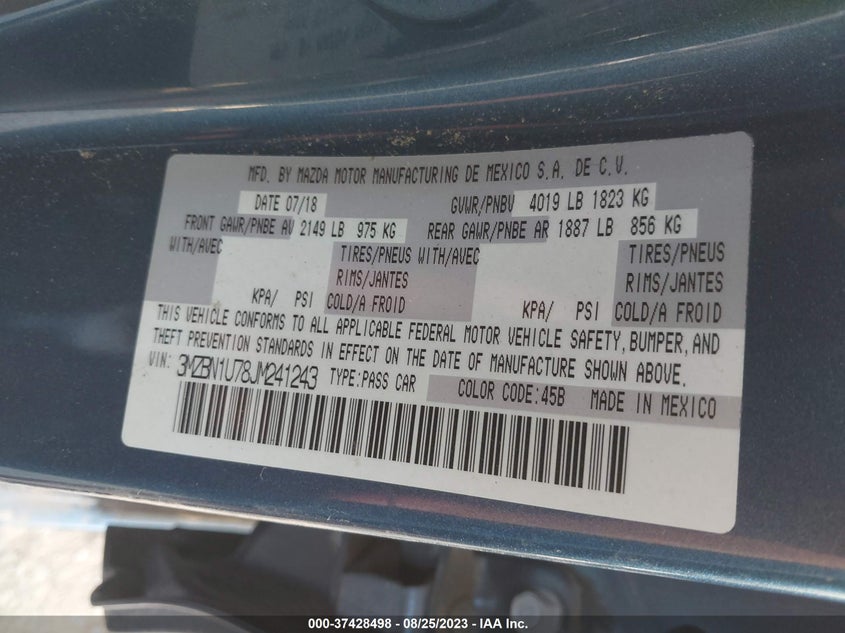 MFD. BY MAZDA MOTOR MANUFACTURING DE MEXICO S.A. DE C.V.
DATE 07/18 GVWR/PNBV 4019 LB 1823 KG
FRONT GAWR/PNBE AV 2149 LB 975 KG REAR GAWR/PNBE AR 1887 LB 856 KG
WITH/AVEC TIRES/PNEUS WITH/AVEC TIRES/PNEUS
RIMS/JANTES RIMS/JANTES
KPA/ PSI COLD/A FROID KPA/ PSI COLD/A FROID
THIS VEHICLE CONFORMS TO ALL APPLICABLE FEDERAL MOTOR VEHICLE SAFETY, BUMPER, AND
THEFT PREVENTION STANDARDS IN EFFECT ON THE DATE OF MANUFACTURE SHOWN ABOVE.
VIN: 3MZBN1U78JM241243 TYPE:PASS CAR COLOR CODE:45B MADE IN MEXICO
000-37428498 - 08/25/2023 - IAA Inc.